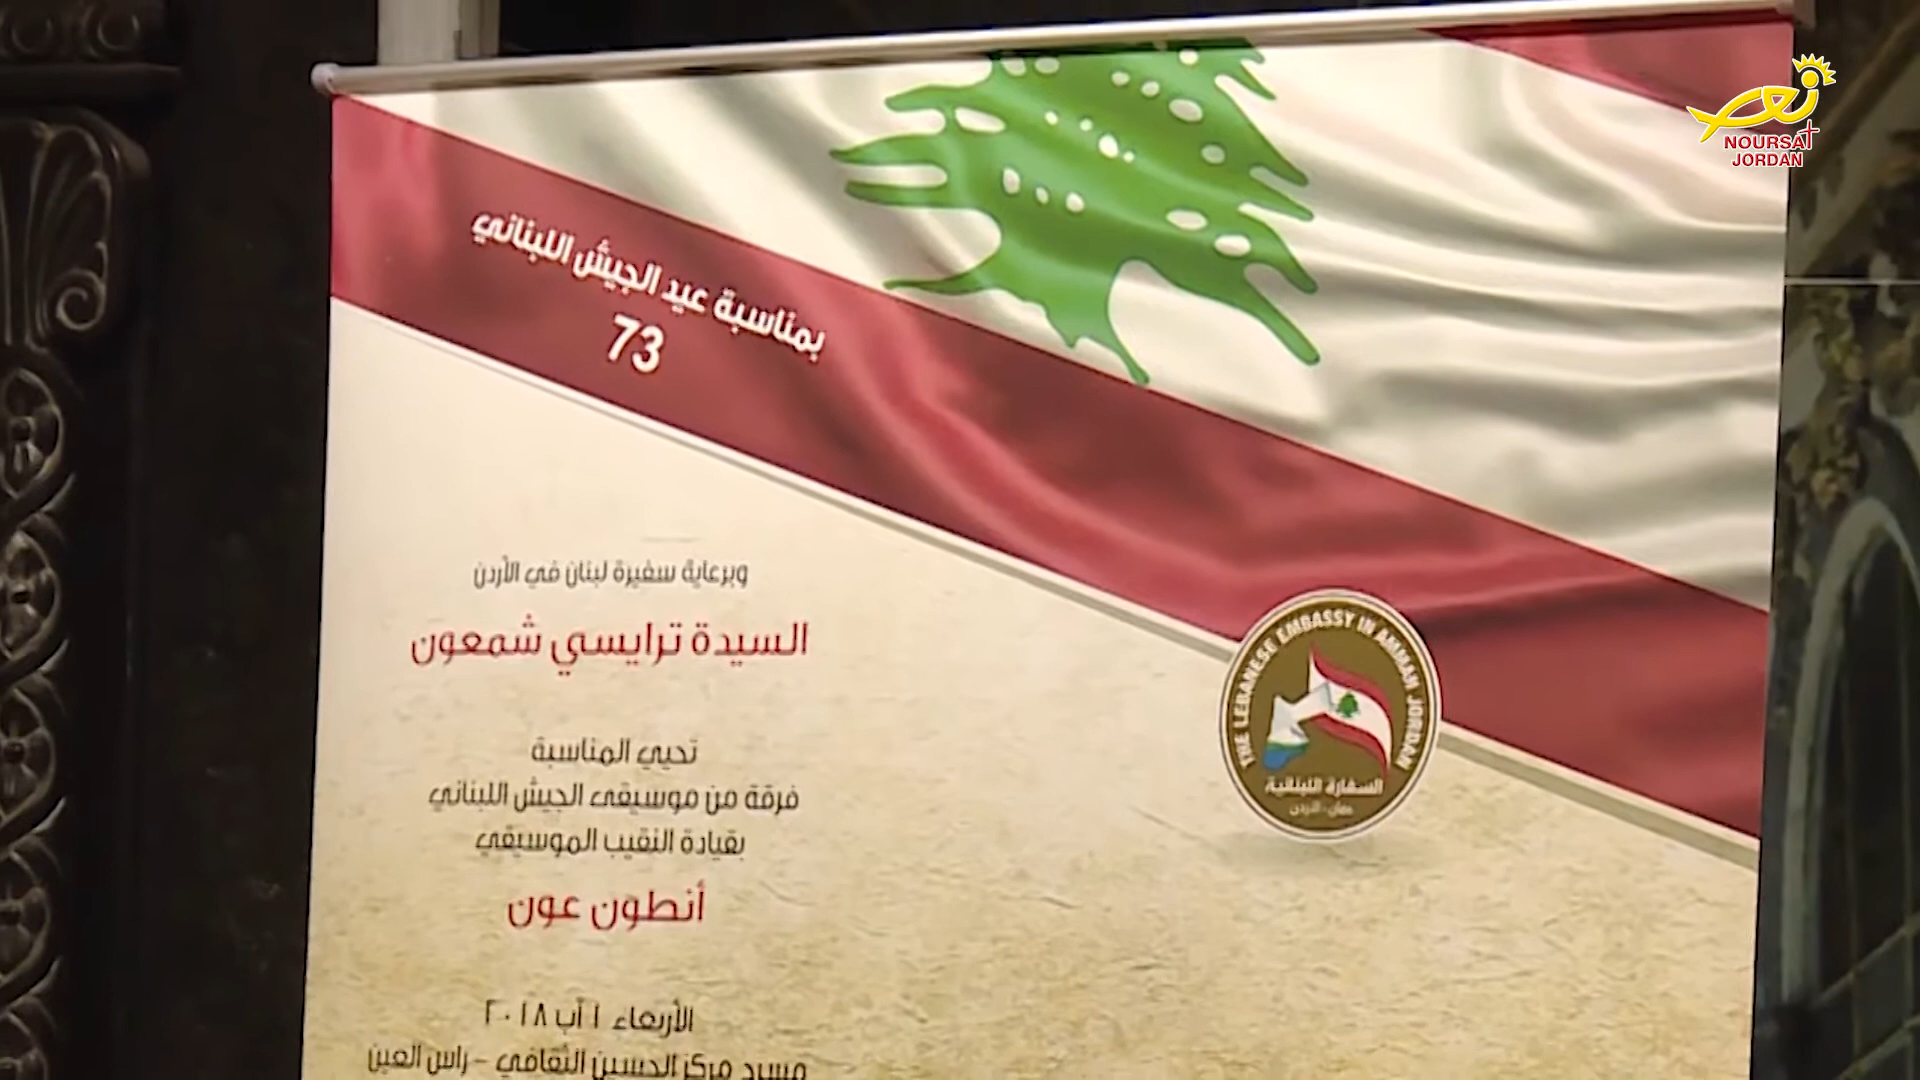 نور
NOURSAT
JORDAN
بمناسبة عيد الجيش اللبناني
73
وبرعاية سفيرة لبنان في الأردن
السيدة ترايسي شمعون
تحيي المناسبة
فرقة من موسيقى الجيش اللبناني
بقيادة النقيب الموسيقي
أنطون عون
الأربعاء ١ آب ٢٠١٨
مسرح مركز الحسين الثقافي - راس العين
THE LEBANESE EMBASSY IN AMMAN JORDAN
السفارة اللبنانية
عمان - الأردن